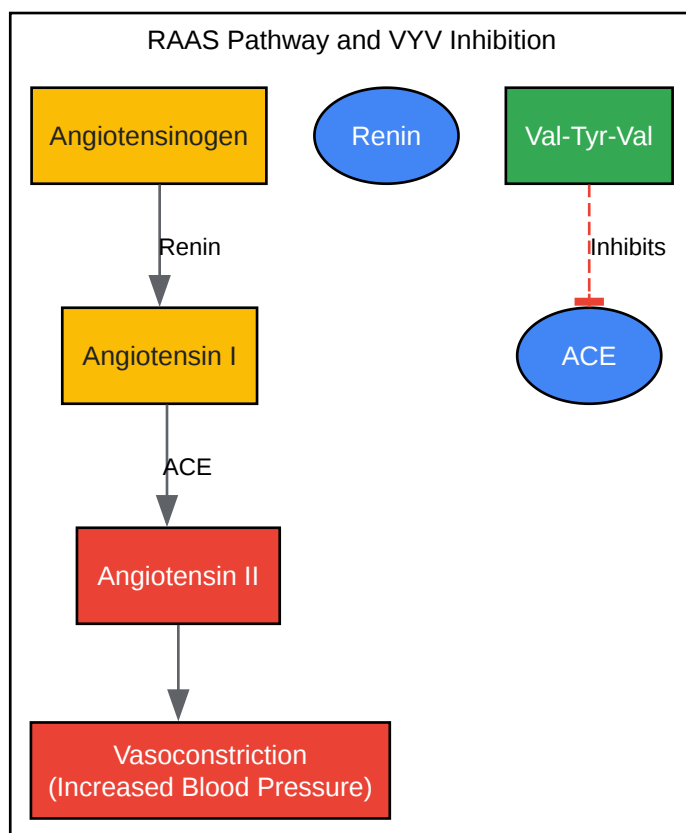 RAAS Pathway and VYV Inhibition
Angiotensinogen
Renin
Val-Tyr-Val
Renin
Inhibits
Angiotensin I
ACE
ACE
Angiotensin II
Vasoconstriction
(Increased Blood Pressure)